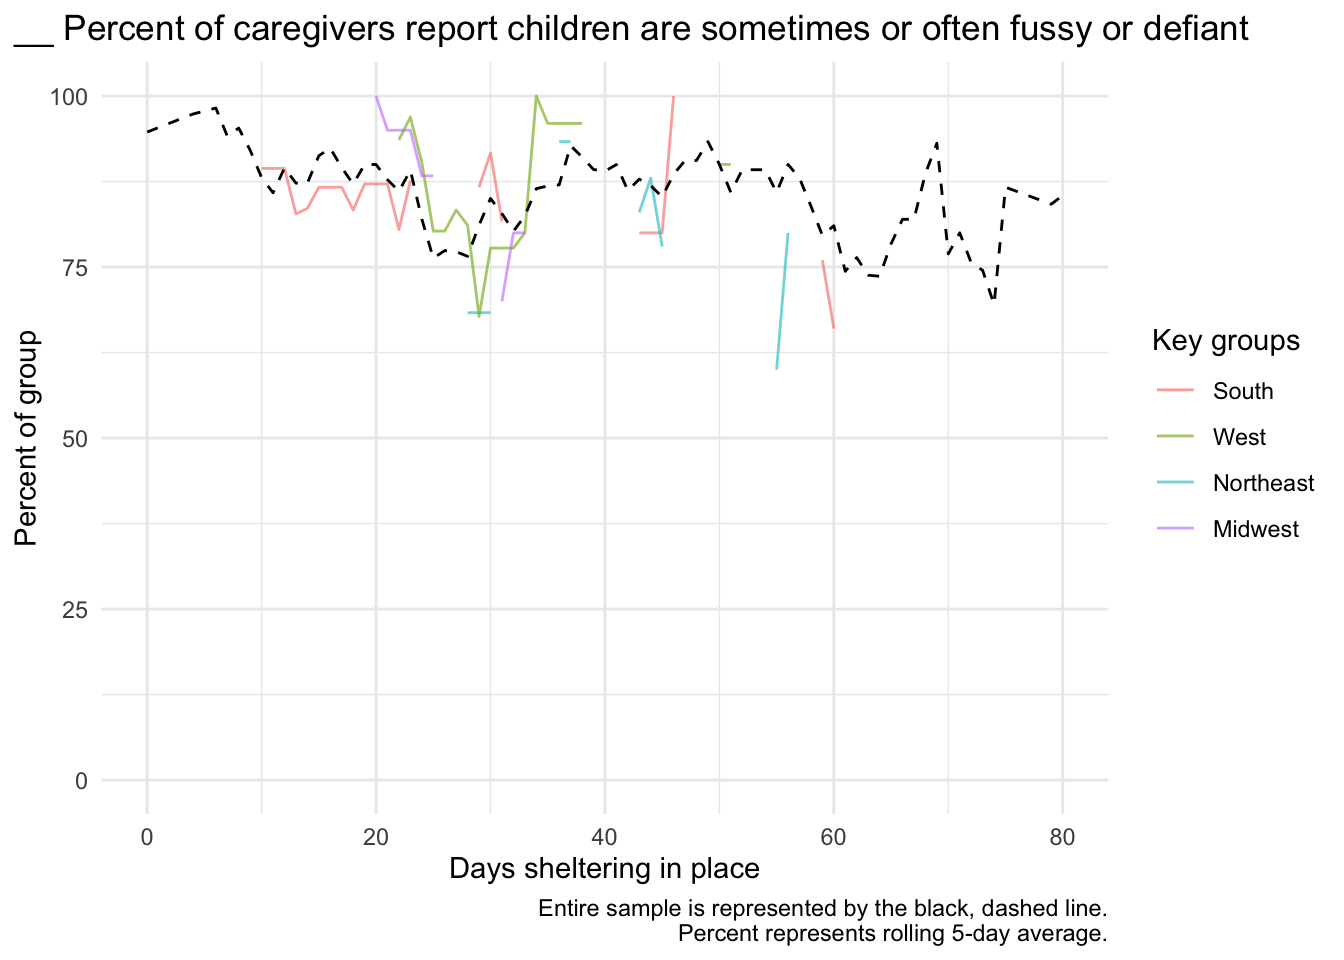 __ Percent of caregivers report children are sometimes or often fussy or defiant
100
75
50
25
0
Percent of group
0 20 40 60 80
Days sheltering in place
Key groups
South
West
Northeast
Midwest
Entire sample is represented by the black, dashed line.
Percent represents rolling 5-day average.